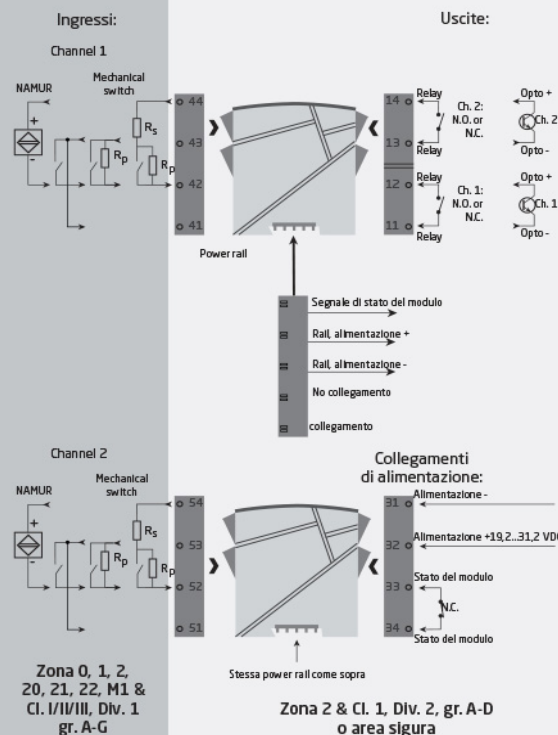 Ingressi:
Uscite:
Channel 1
NAMUR
Mechanical
switch
+
-
Rp
Rs
Rp
44
43
42
41
Power rail
14
13
12
11
Relay
Ch. 2:
N.O. or
N.C.
Relay
Relay
Ch. 1:
N.O. or
N.C.
Relay
Opto +
Ch. 2
Opto -
Opto +
Ch. 1
Opto -
Segnale di stato del modulo
Rail, alimentazione +
Rail, alimentazione -
No collegamento
collegamento
Channel 2
NAMUR
Mechanical
switch
+
-
Rp
Rs
Rp
54
53
52
51
Collegamenti
di alimentazione:
31
32
33
34
Alimentazione -
Alimentazione +19,2...31,2 VDC
Stato del modulo
N.C.
Stato del modulo
Stessa power rail come sopra
Zona 0, 1, 2,
20, 21, 22, M1 &
Cl. I/II/III, Div. 1
gr. A-G
Zona 2 & Cl. 1, Div. 2, gr. A-D
o area sigura